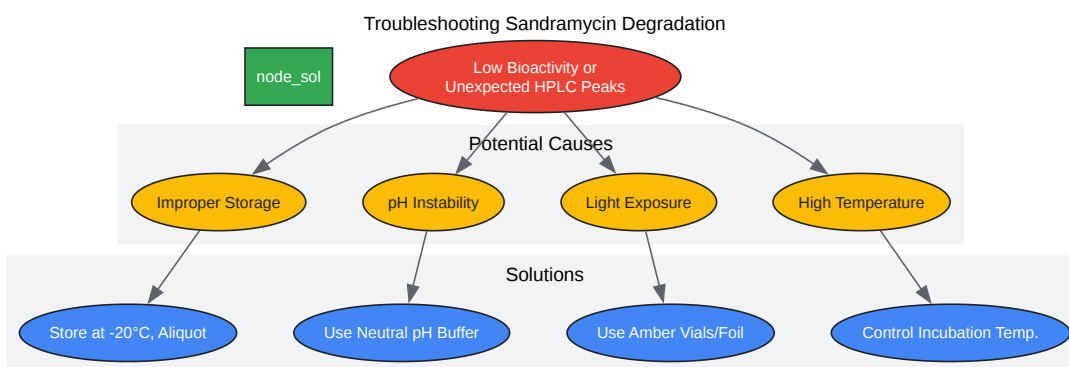 Troubleshooting Sandramycin Degradation
node_sol
Low Bioactivity or
Unexpected HPLC Peaks
Potential Causes
Improper Storage
pH Instability
Light Exposure
High Temperature
Solutions
Store at -20°C, Aliquot
Use Neutral pH Buffer
Use Amber Vials/Foil
Control Incubation Temp.